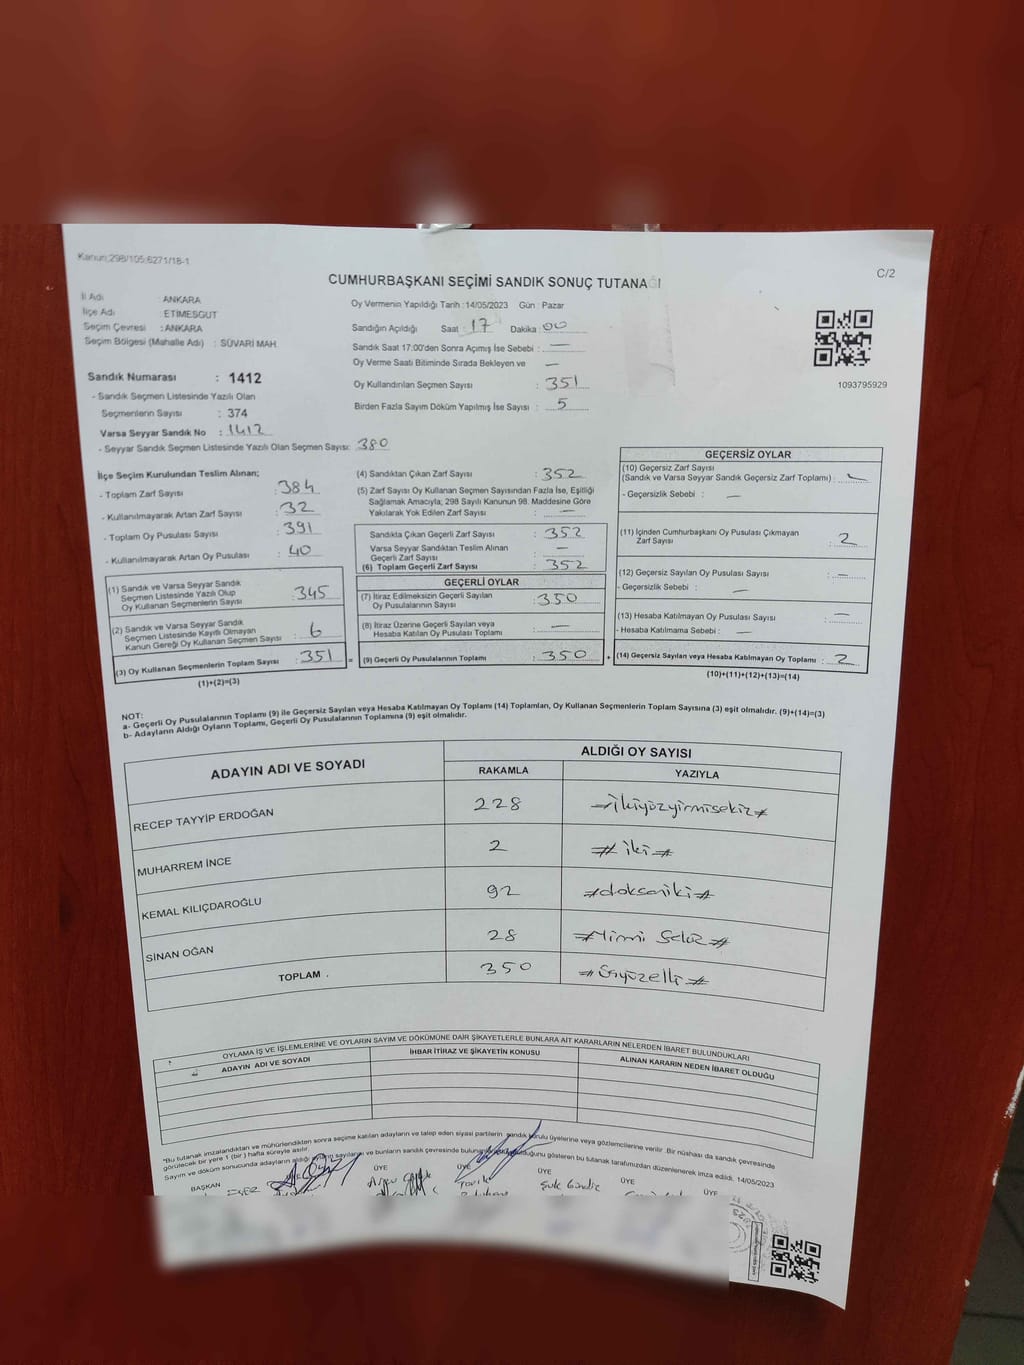 Kanun:298/105;6271/18-1
C/2
CUMHURBAŞKANI SEÇİMİ SANDIK SONUÇ TUTANAĞI
İl Adı : ANKARA
İlçe Adı : ETİMESGUT
Seçim Çevresi : ANKARA
Seçim Bölgesi (Mahalle Adı) : SÜVARİ MAH.
Oy Vermenin Yapıldığı Tarih : 14/05/2023 Gün : Pazar
Sandığın Açıldığı Saat : 17 Dakika : 00
Sandık Saat 17:00'den Sonra Açımış İse Sebebi : —
Oy Verme Saati Bitiminde Sırada Bekleyen ve —
Oy Kullandırılan Seçmen Sayısı : 351
Birden Fazla Sayım Döküm Yapılmış İse Sayısı : 5
1093795929
Sandık Numarası : 1412
- Sandık Seçmen Listesinde Yazılı Olan
Seçmenlerin Sayısı : 374
Varsa Seyyar Sandık No : 1412
- Seyyar Sandık Seçmen Listesinde Yazılı Olan Seçmen Sayısı: 380
İlçe Seçim Kurulundan Teslim Alınan;
- Toplam Zarf Sayısı : 384
- Kullanılmayarak Artan Zarf Sayısı : 32
- Toplam Oy Pusulası Sayısı : 391
- Kullanılmayarak Artan Oy Pusulası : 40
(1) Sandık ve Varsa Seyyar Sandık
Seçmen Listesinde Yazılı Olup
Oy Kullanan Seçmenlerin Sayısı : 345
(2) Sandık ve Varsa Seyyar Sandık
Seçmen Listesinde Kayıtlı Olmayan
Kanun Gereği Oy Kullanan Seçmen Sayısı : 6
(3) Oy Kullanan Seçmenlerin Toplam Sayısı : 351 =
(1)+(2)=(3)
(4) Sandıktan Çıkan Zarf Sayısı : 352
(5) Zarf Sayısı Oy Kullanan Seçmen Sayısından Fazla İse, Eşitliği
Sağlamak Amacıyla, 298 Sayılı Kanunun 98. Maddesine Göre
Yakılarak Yok Edilen Zarf Sayısı : —
Sandıkta Çıkan Geçerli Zarf Sayısı : 352
Varsa Seyyar Sandıktan Teslim Alınan
Geçerli Zarf Sayısı : —
(6) Toplam Geçerli Zarf Sayısı : 352
GEÇERLİ OYLAR
(7) İtiraz Edilmeksizin Geçerli Sayılan
Oy Pusulalarının Sayısı : 350
(8) İtiraz Üzerine Geçerli Sayılan veya
Hesaba Katılan Oy Pusulası Toplamı : —
(9) Geçerli Oy Pusulalarının Toplamı : 350 +
GEÇERSİZ OYLAR
(10) Geçersiz Zarf Sayısı
(Sandık ve Varsa Seyyar Sandık Geçersiz Zarf Toplamı) :
- Geçersizlik Sebebi : —
(11) İçinden Cumhurbaşkanı Oy Pusulası Çıkmayan
Zarf Sayısı : 2
(12) Geçersiz Sayılan Oy Pusulası Sayısı : —
- Geçersizlik Sebebi : —
(13) Hesaba Katılmayan Oy Pusulası Sayısı : —
- Hesaba Katılmama Sebebi : —
(14) Geçersiz Sayılan veya Hesaba Katılmayan Oy Toplamı : 2
(10)+(11)+(12)+(13)=(14)
NOT:
a- Geçerli Oy Pusulalarının Toplamı (9) ile Geçersiz Sayılan veya Hesaba Katılmayan Oy Toplamı (14) Toplamları, Oy Kullanan Seçmenlerin Toplam Sayısına (3) eşit olmalıdır. (9)+(14)=(3)
b- Adayların Aldığı Oyların Toplamı, Geçerli Oy Pusulalarının Toplamına (9) eşit olmalıdır.
ADAYIN ADI VE SOYADI
ALDIĞI OY SAYISI
RAKAMLA YAZIYLA
RECEP TAYYİP ERDOĞAN 228 #ikiyüzyirmisekiz#
MUHARREM İNCE 2 #iki#
KEMAL KILIÇDAROĞLU 92 #doksaniki#
SİNAN OĞAN 28 #Yirmi Sekiz#
TOPLAM . 350 #üçyüzelli#
OYLAMA İŞ VE İŞLEMLERİNE VE OYLARIN SAYIM VE DÖKÜMÜNE DAİR ŞİKAYETLERLE BUNLARA AİT KARARLARIN NELERDEN İBARET BULUNDUKLARI
ADAYIN ADI VE SOYADI İHBAR İTİRAZ VE ŞİKAYETİN KONUSU ALINAN KARARIN NEDEN İBARET OLDUĞU
*Bu tutanak imzalandıktan ve mühürlendikten sonra seçime katılan adayların ve talep eden siyasi partilerin sandık kurulu üyelerine veya gözlemcilerine verilir. Bir nüshası da sandık çevresinde
görülecek bir yere 1 (bir) hafta süreyle asılır.
Sayım ve döküm sonucunda adayların aldığı oyların sayılarını ve bunların sandık çevresinde bulunan gösteren bu tutanak tarafımızdan düzenlenerek imza edildi. 14/05/2023
BAŞKAN ÜYE ÜYE ÜYE ÜYE ÜYE